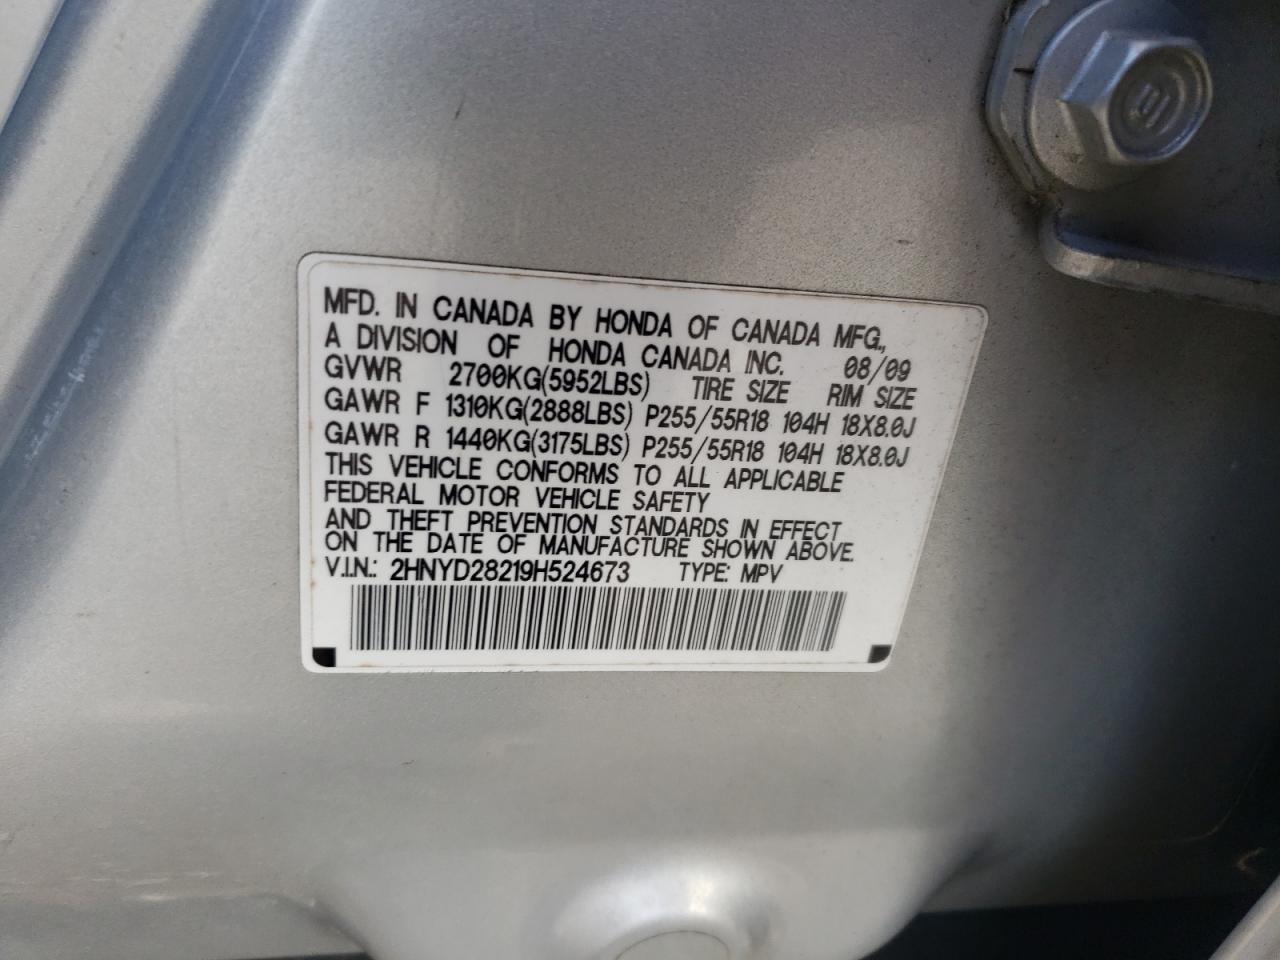 MFD. IN CANADA BY HONDA OF CANADA MFG.,
A DIVISION OF HONDA CANADA INC. 08/09
GVWR 2700KG(5952LBS) TIRE SIZE RIM SIZE
GAWR F 1310KG(2888LBS) P255/55R18 104H 18X8.0J
GAWR R 1440KG(3175LBS) P255/55R18 104H 18X8.0J
THIS VEHICLE CONFORMS TO ALL APPLICABLE
FEDERAL MOTOR VEHICLE SAFETY
AND THEFT PREVENTION STANDARDS IN EFFECT
ON THE DATE OF MANUFACTURE SHOWN ABOVE.
V.I.N.: 2HNYD28219H524673 TYPE: MPV